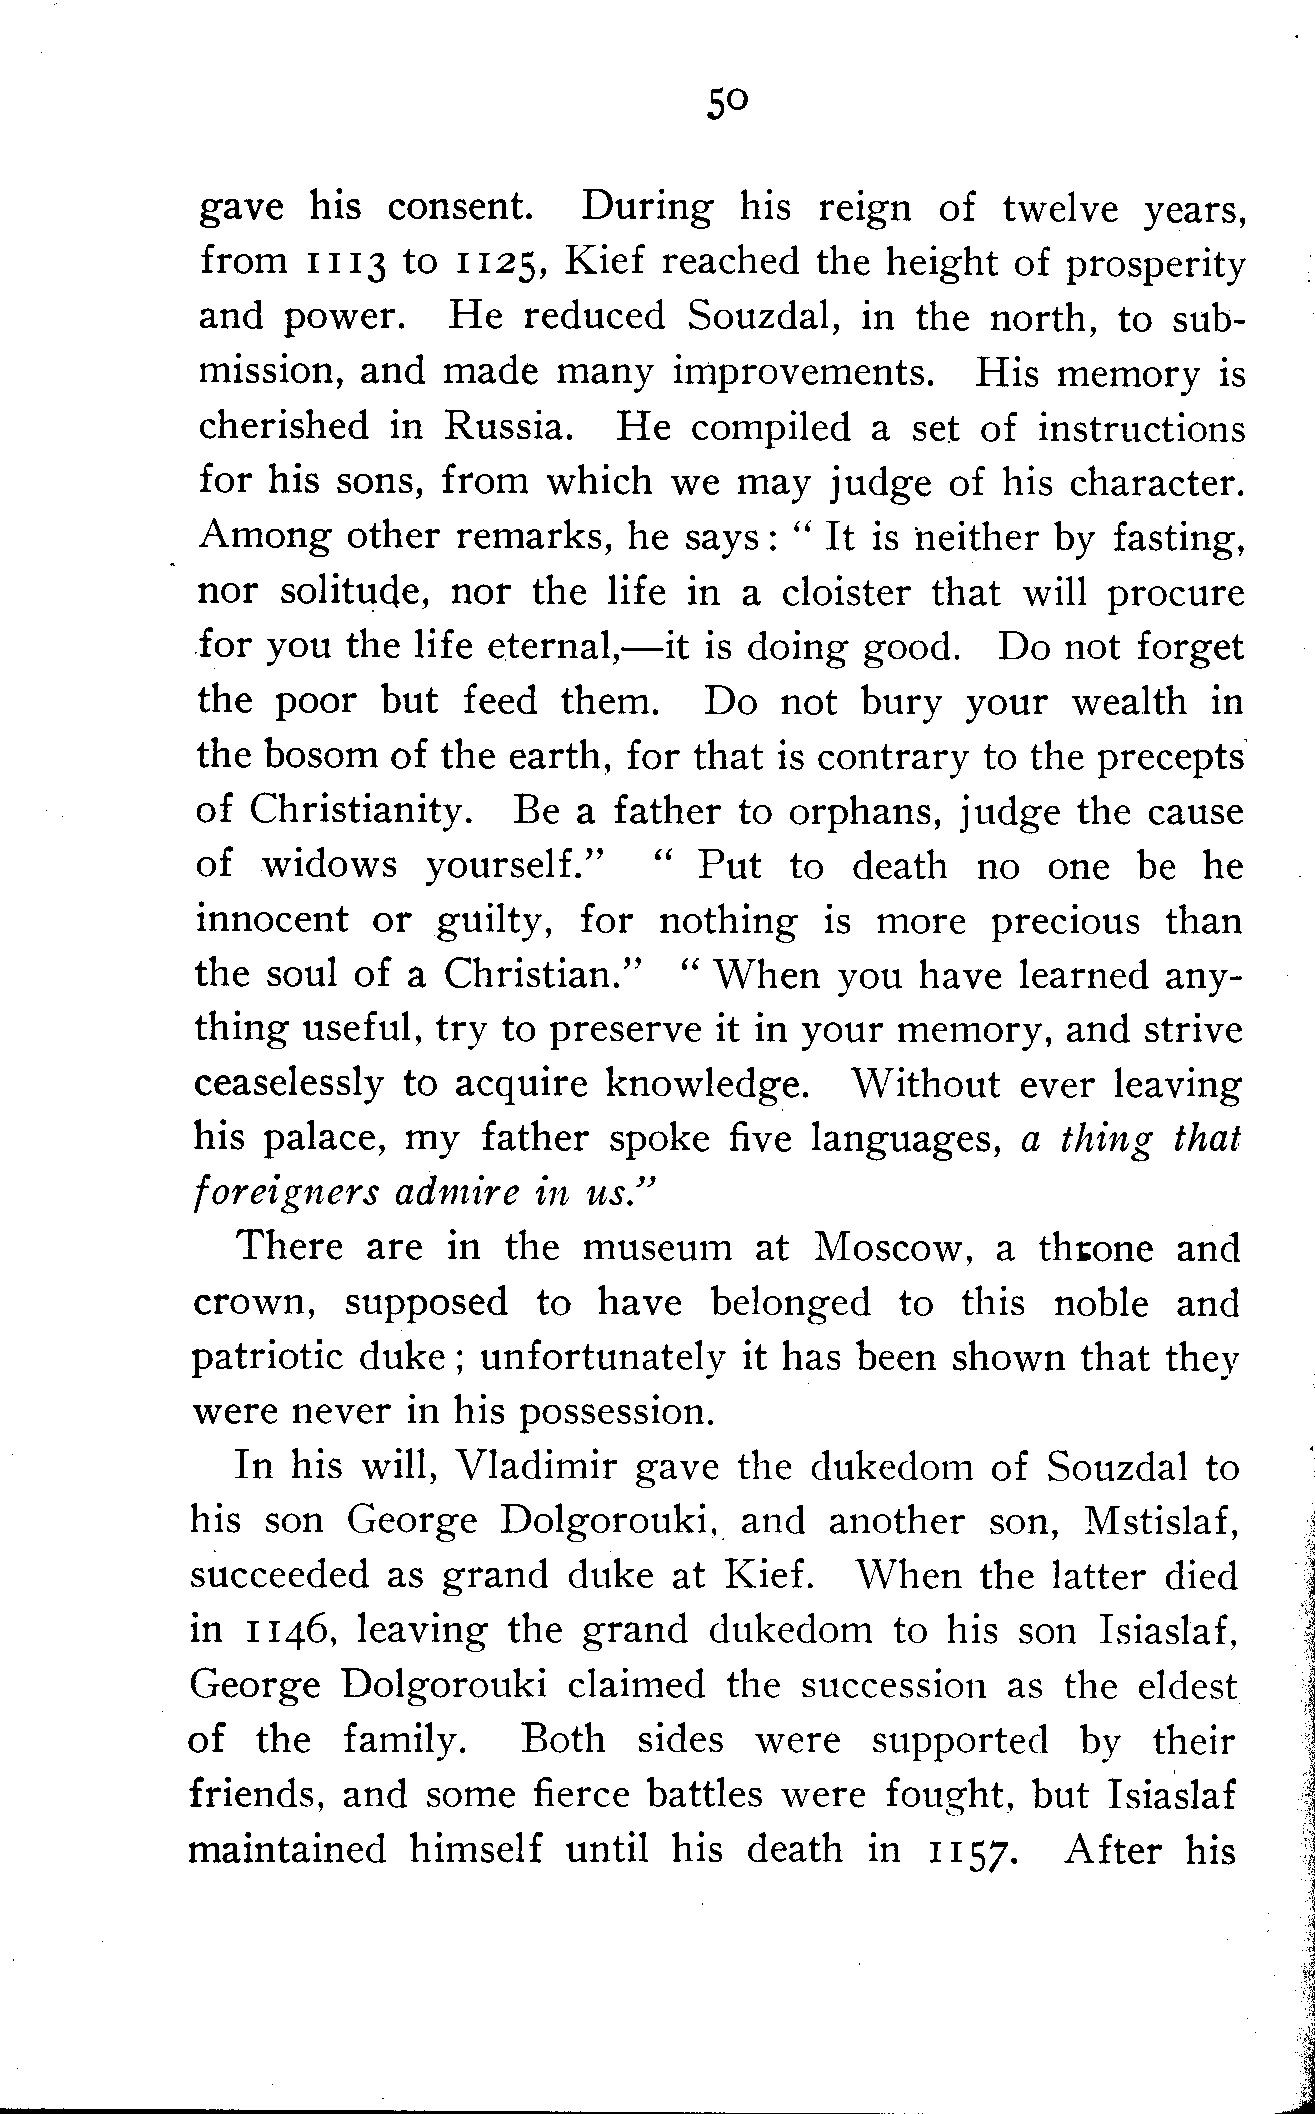 50
gave his consent. During his reign of twelve years,
from 1113 to 1125, Kief reached the height of prosperity
and power. He reduced Souzdal, in the north, to sub-
mission, and made many improvements. His memory is
cherished in Russia. He compiled a set of instructions
for his sons, from which we may judge of his character.
Among other remarks, he says: “ It is neither by fasting,
nor solitude, nor the life in a cloister that will procure
for you the life eternal,—it is doing good. Do not forget
the poor but feed them. Do not bury your wealth in
the bosom of the earth, for that is contrary to the precepts
of Christianity. Be a father to orphans, judge the cause
of widows yourself.” “ Put to death no one be he
innocent or guilty, for nothing is more precious than
the soul of a Christian.” “ When you have learned any-
thing useful, try to preserve it in your memory, and strive
ceaselessly to acquire knowledge. Without ever leaving
his palace, my father spoke five languages, a thing that
foreigners admire in us.”
There are in the museum at Moscow, a throne and
crown, supposed to have belonged to this noble and
patriotic duke; unfortunately it has been shown that they
were never in his possession.
In his will, Vladimir gave the dukedom of Souzdal to
his son George Dolgorouki, and another son, Mstislaf,
succeeded as grand duke at Kief. When the latter died
in 1146, leaving the grand dukedom to his son Isiaslaf,
George Dolgorouki claimed the succession as the eldest
of the family. Both sides were supported by their
friends, and some fierce battles were fought, but Isiaslaf
maintained himself until his death in 1157. After his